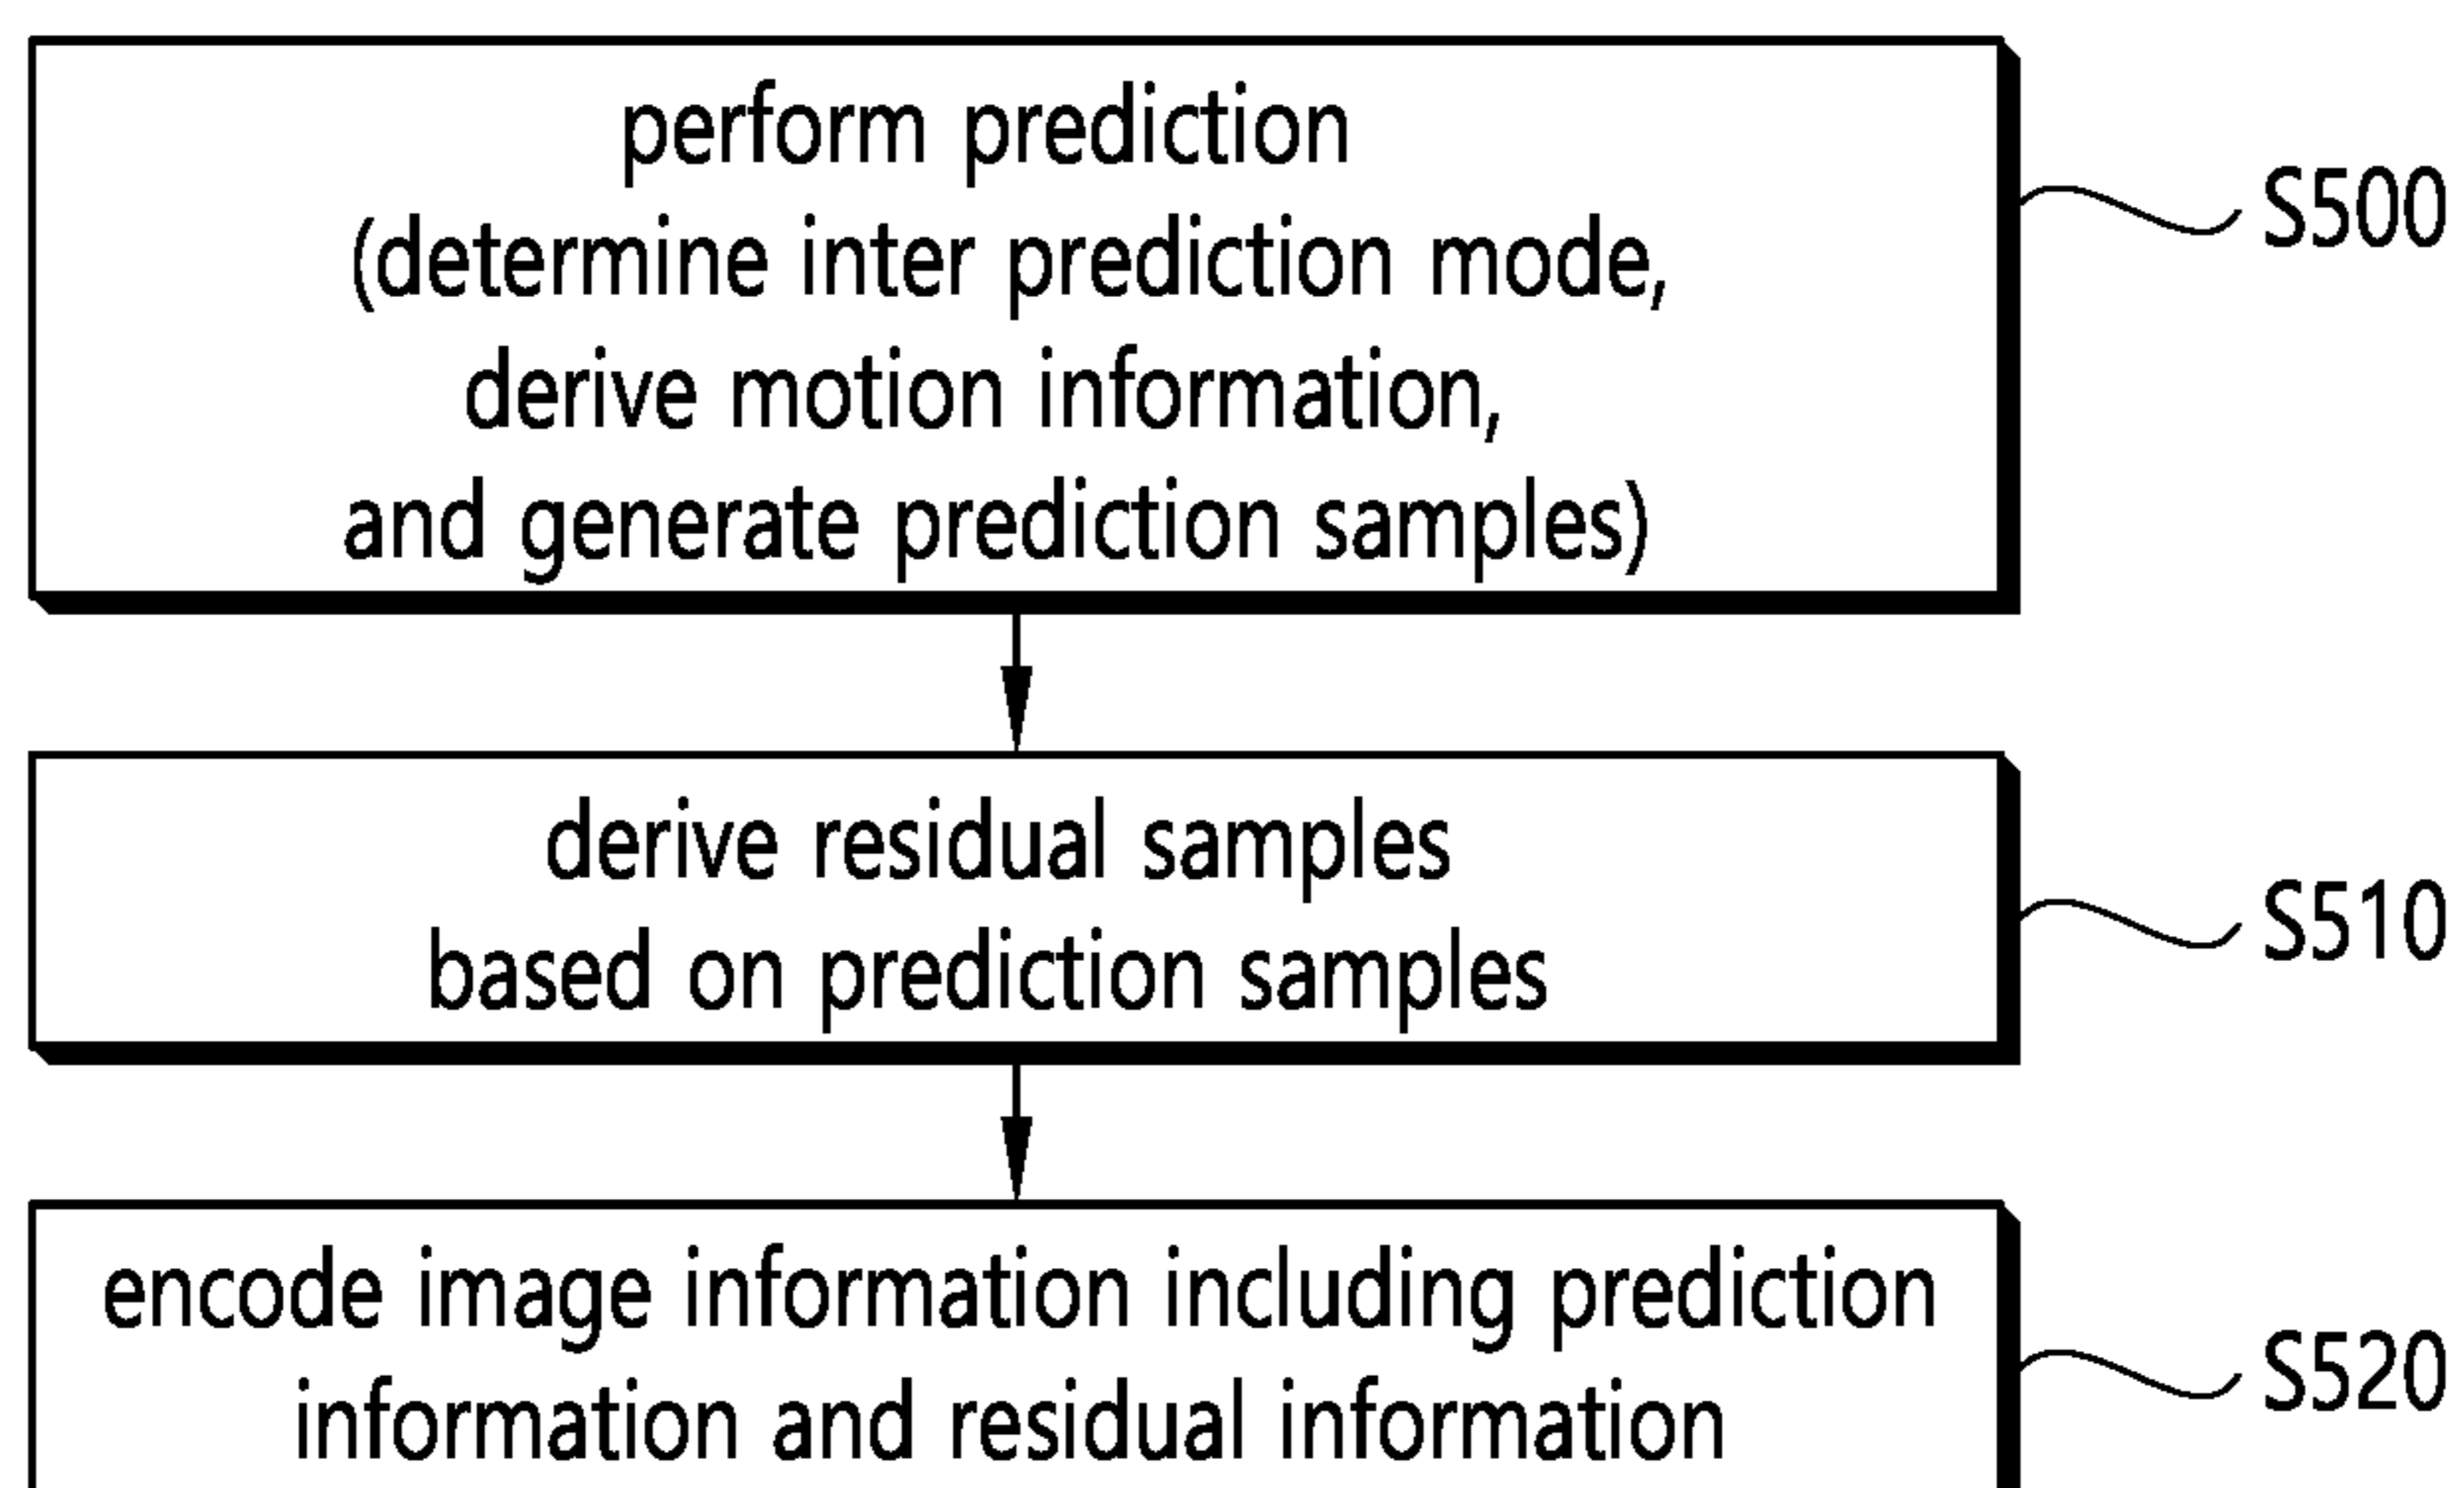 perform prediction
(determine inter prediction mode,
derive motion information,
and generate prediction samples)
S500
derive residual samples
based on prediction samples
S510
encode image information including prediction
information and residual information
S520